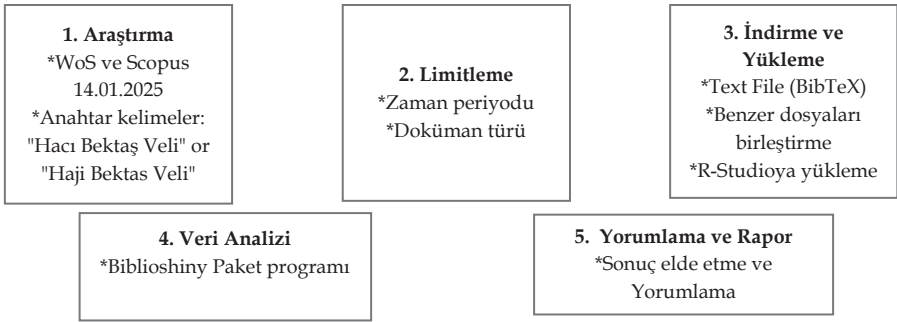 1. Araştırma
*WoS ve Scopus
14.01.2025
*Anahtar kelimeler:
"Hacı Bektaş Veli" or
"Haji Bektas Veli"
2. Limitleme
*Zaman periyodu
*Doküman türü
3. İndirme ve
Yükleme
*Text File (BibTeX)
*Benzer dosyaları
birleştirme
*R-Studioya yükleme
4. Veri Analizi
*Biblioshiny Paket programı
5. Yorumlama ve Rapor
*Sonuç elde etme ve
Yorumlama